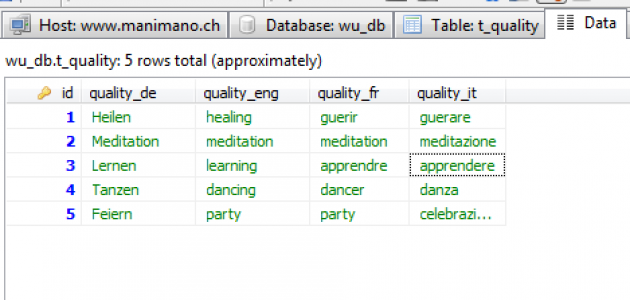 Host: www.manimano.ch Database: wu_db Table: t_quality Data
wu_db.t_quality: 5 rows total (approximately)
id quality_de quality_eng quality_fr quality_it
1 Heilen healing guerir guerare
2 Meditation meditation meditation meditazione
3 Lernen learning apprendre apprendere
4 Tanzen dancing dancer danza
5 Feiern party party celebrazi...